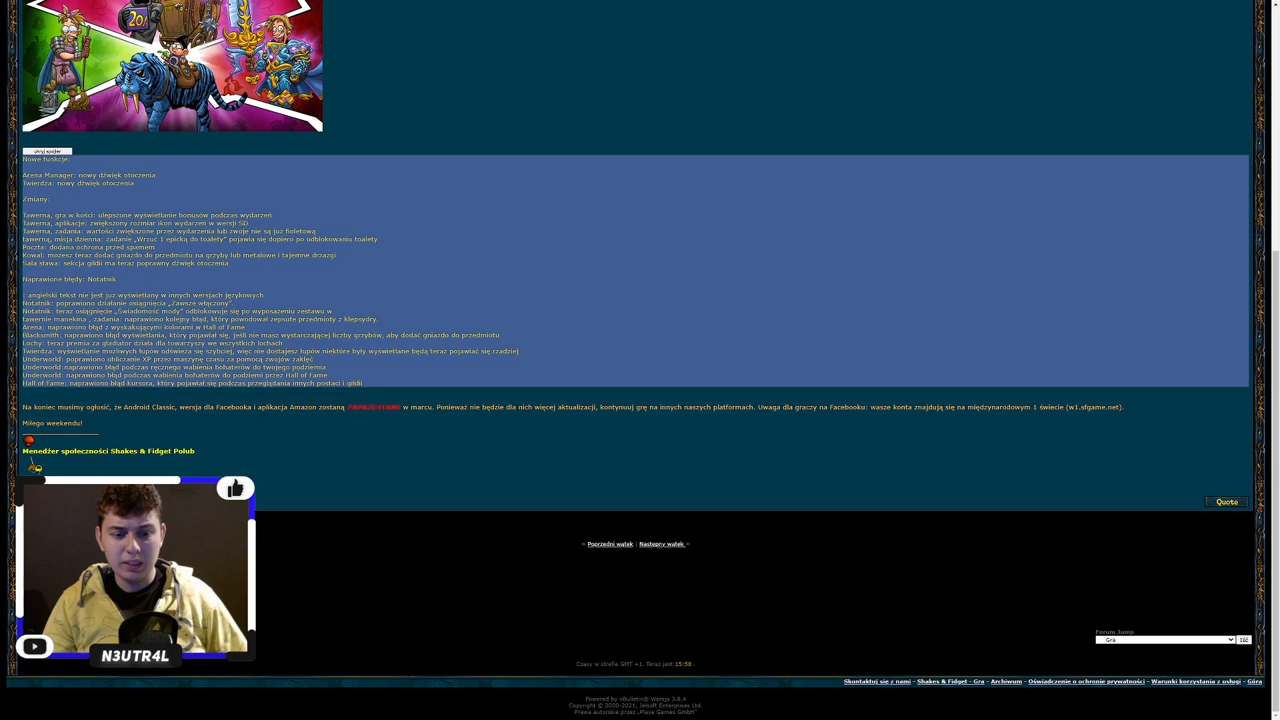 20!
ukryj spojler
Nowe funkcje:
Arena Manager: nowy dźwięk otoczenia
Twierdza: nowy dźwięk otoczenia
Zmiany:
Tawerna, gra w kości: ulepszone wyświetlanie bonusów podczas wydarzeń
Tawerna, aplikacje: zwiększony rozmiar ikon wydarzeń w wersji SD
Tawerna, zadania: wartości zwiększone przez wydarzenia lub zwoje nie są już fioletową
tawerną, misja dzienna: zadanie „Wrzuć 1 epicką do toalety” pojawia się dopiero po odblokowaniu toalety
Poczta: dodana ochrona przed spamem
Kowal: możesz teraz dodać gniazdo do przedmiotu na grzyby lub metalowe i tajemne drzazgi
Sala sława: sekcja gildii ma teraz poprawny dźwięk otoczenia
Naprawione błędy: Notatnik
: angielski tekst nie jest już wyświetlany w innych wersjach językowych
Notatnik: poprawiono działanie osiągnięcia „Zawsze włączony”.
Notatnik: teraz osiągnięcie „Świadomość mody” odblokowuje się po wyposażeniu zestawu w
tawernie manekina , zadania: naprawiono kolejny błąd, który powodował zepsute przedmioty z klepsydry.
Arena: naprawiono błąd z wyskakującymi kolorami w Hall of Fame
Blacksmith: naprawiono błąd wyświetlania, który pojawiał się, jeśli nie masz wystarczającej liczby grzybów, aby dodać gniazdo do przedmiotu
Lochy: teraz premia za gladiator działa dla towarzyszy we wszystkich lochach
Twierdza: wyświetlanie możliwych łupów odświeża się szybciej, więc nie dostajesz łupów niektóre były wyświetlane będą teraz pojawiać się rzadziej
Underworld: poprawiono obliczanie XP przez maszynę czasu za pomocą zwojów zaklęć
Underworld:naprawiono błąd podczas ręcznego wabienia bohaterów do twojego podziemia
Underworld: naprawiono błąd podczas wabienia bohaterów do podziemi przez Hall of Fame
Hall of Fame: naprawiono błąd kursora, który pojawiał się podczas przeglądania innych postaci i gildii
Na koniec musimy ogłosić, że Android Classic, wersja dla Facebooka i aplikacja Amazon zostaną ZAPRZESTANE w marcu. Ponieważ nie będzie dla nich więcej aktualizacji, kontynuuj grę na innych naszych platformach. Uwaga dla graczy na Facebooku: wasze konta znajdują się na międzynarodowym 1 świecie (w1.sfgame.net).
Miłego weekendu!
Menedżer społeczności Shakes & Fidget Polub
Quote
« Poprzedni wątek | Następny wątek »
N3UTR4L
Forum Jump
Gra
Iść
Czasy w strefie GMT +1. Teraz jest 15:58 .
Skontaktuj się z nami - Shakes & Fidget - Gra - Archiwum - Oświadczenie o ochronie prywatności - Warunki korzystania z usługi - Góra
Powered by vBulletin® Wersja 3.8.4
Copyright © 2000-2021, Jelsoft Enterprises Ltd.
Prawa autorskie przez „Playa Games GmbH”